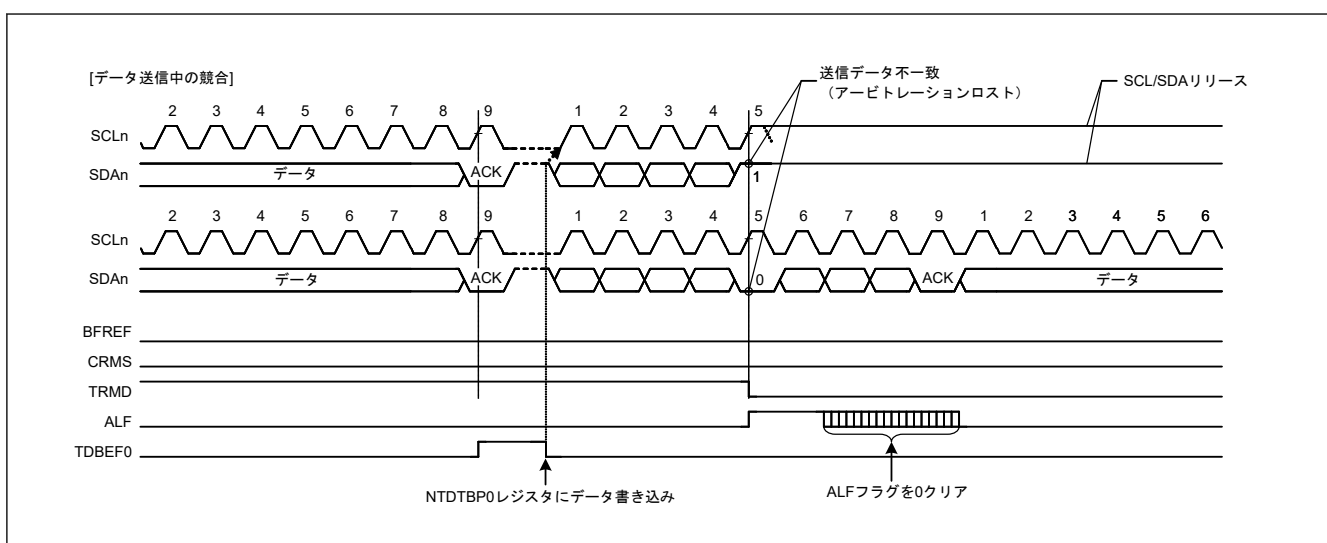 [データ送信中の競合]
送信データ不一致
（アービトレーションロスト）
SCL/SDAリリース
2 3 4 5 6 7 8 9 1 2 3 4 5
SCLn
SDAn データ ACK 1
2 3 4 5 6 7 8 9 1 2 3 4 5 6 7 8 9 1 2 3 4 5 6
SCLn
SDAn データ ACK 0 ACK データ
BFREF
CRMS
TRMD
ALF
TDBEF0
NTDTBP0レジスタにデータ書き込み
ALFフラグを0クリア